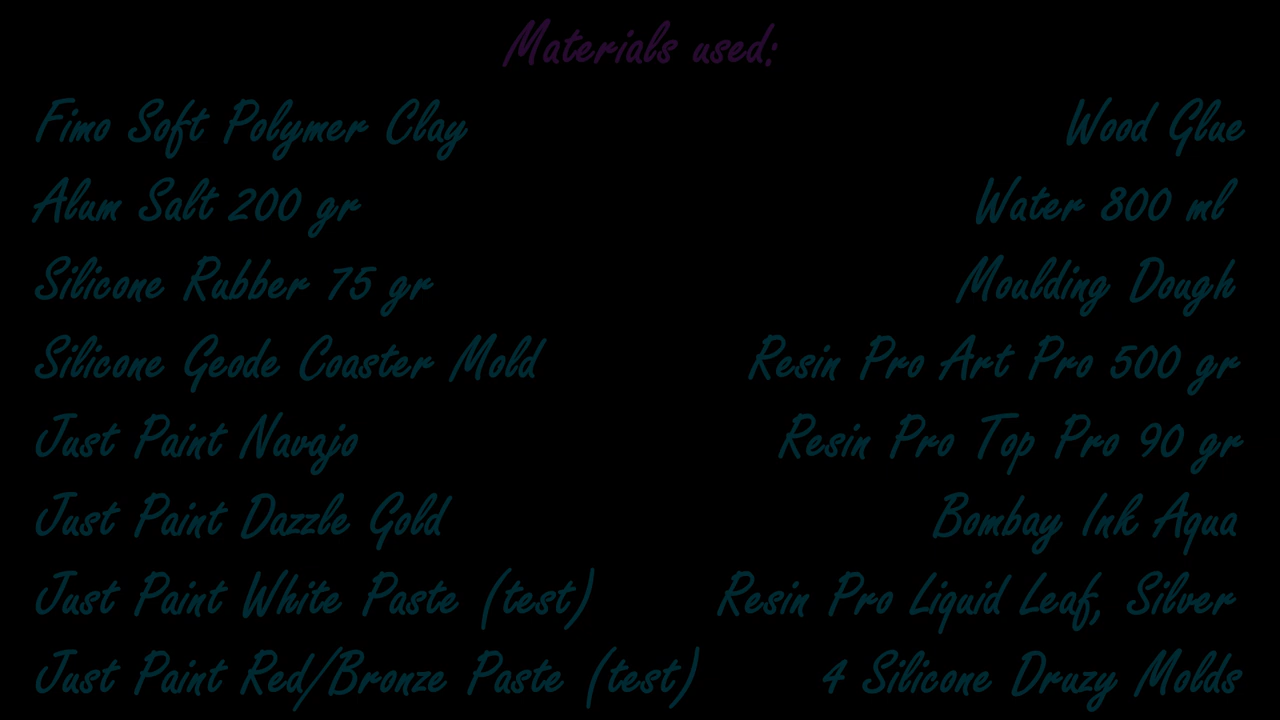 Materials used:
Fimo Soft Polymer Clay
Wood Glue
Alum Salt 200 gr
Water 800 ml
Silicone Rubber 75 gr
Moulding Dough
Silicone Geode Coaster Mold
Resin Pro Art Pro 500 gr
Just Paint Navajo
Resin Pro Top Pro 90 gr
Just Paint Dazzle Gold
Bombay Ink Aqua
Just Paint White Paste (test)
Resin Pro Liquid Leaf, Silver
Just Paint Red/Bronze Paste (test)
4 Silicone Druzy Molds